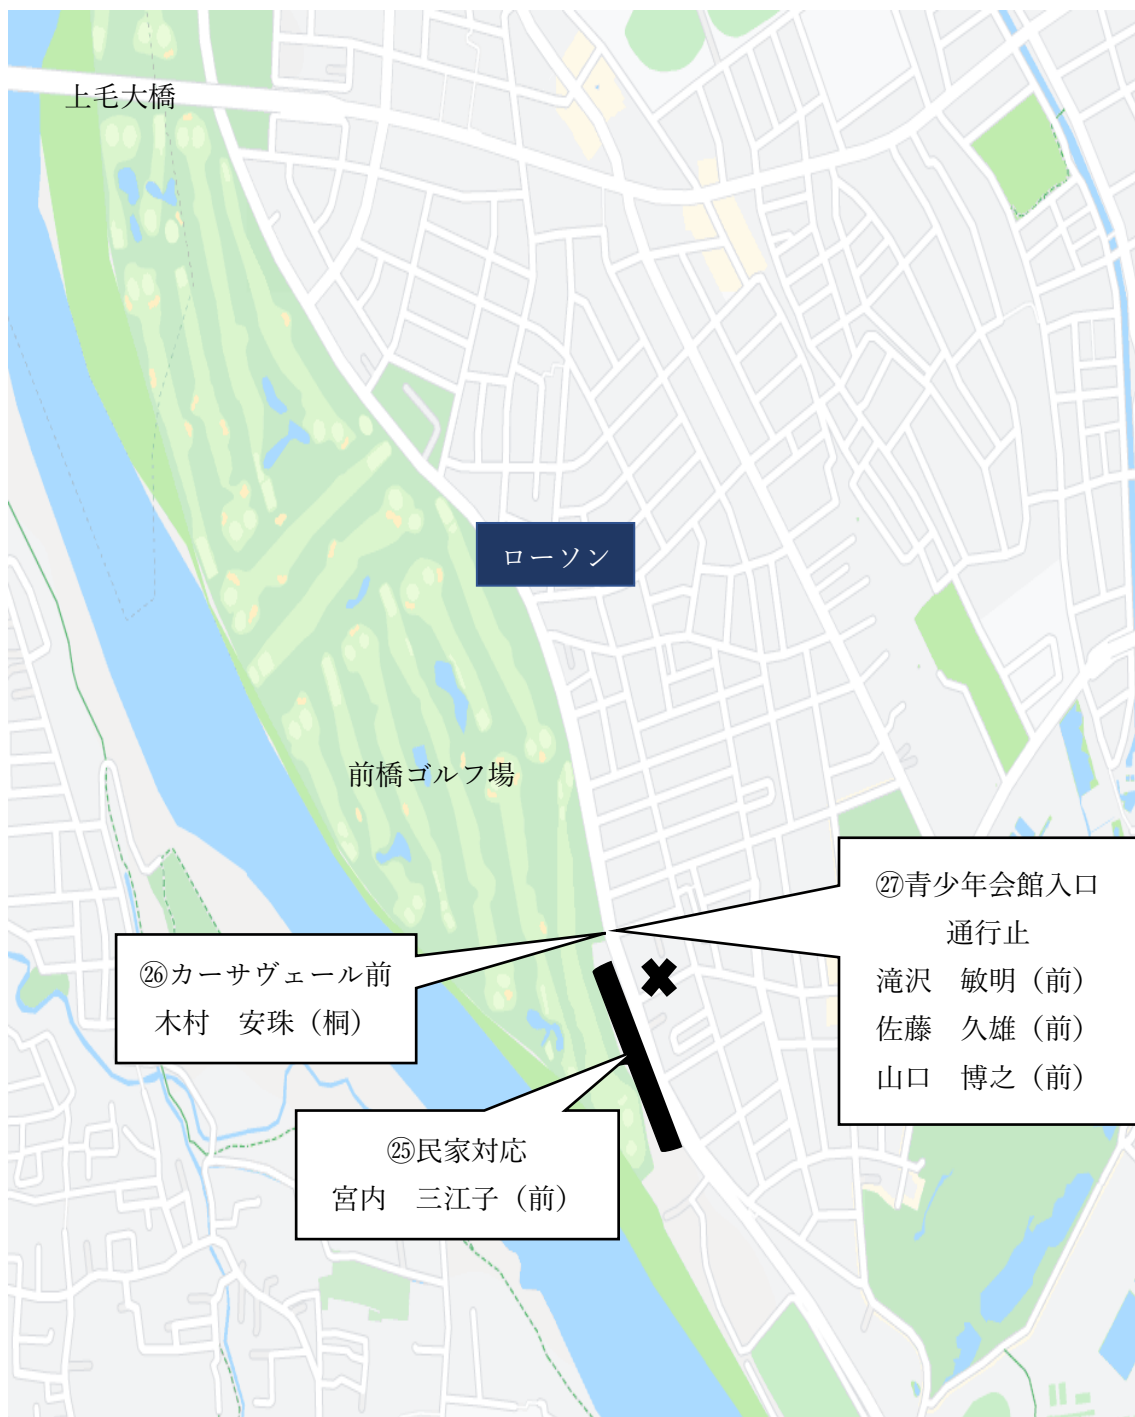 上毛大橋
ローソン
前橋ゴルフ場
㉗青少年会館入口
通行止
滝沢　敏明（前）
佐藤　久雄（前）
山口　博之（前）
㉖カーサヴェール前
木村　安珠（桐）
㉕民家対応
宮内　三江子（前）